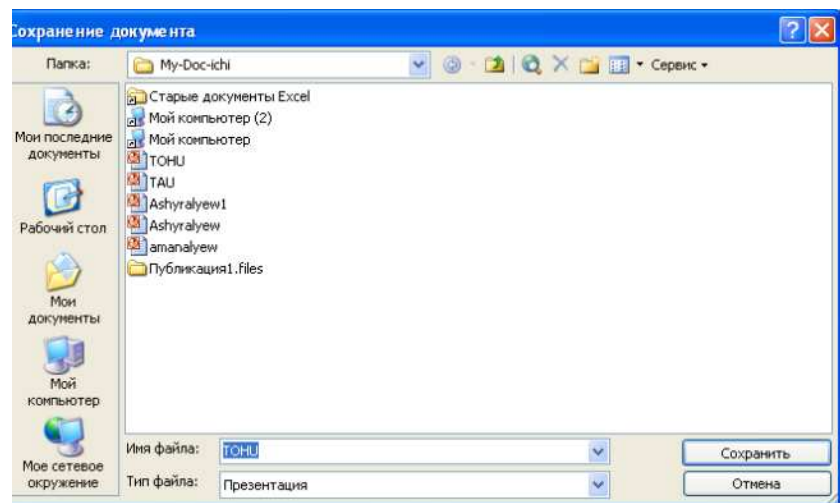 Сохранение документа
Папка: My-Doc-ichi Сервис
Мои последние
документы
Рабочий стол
Мои
документы
Мой
компьютер
Мое сетевое
окружение
Старые документы Excel
Мой компьютер (2)
Мой компьютер
TOHU
TAU
Ashyralyew1
Ashyralyew
amanalyew
Публикация1.files
Имя файла: TOHU Сохранить
Тип файла: Презентация Отмена